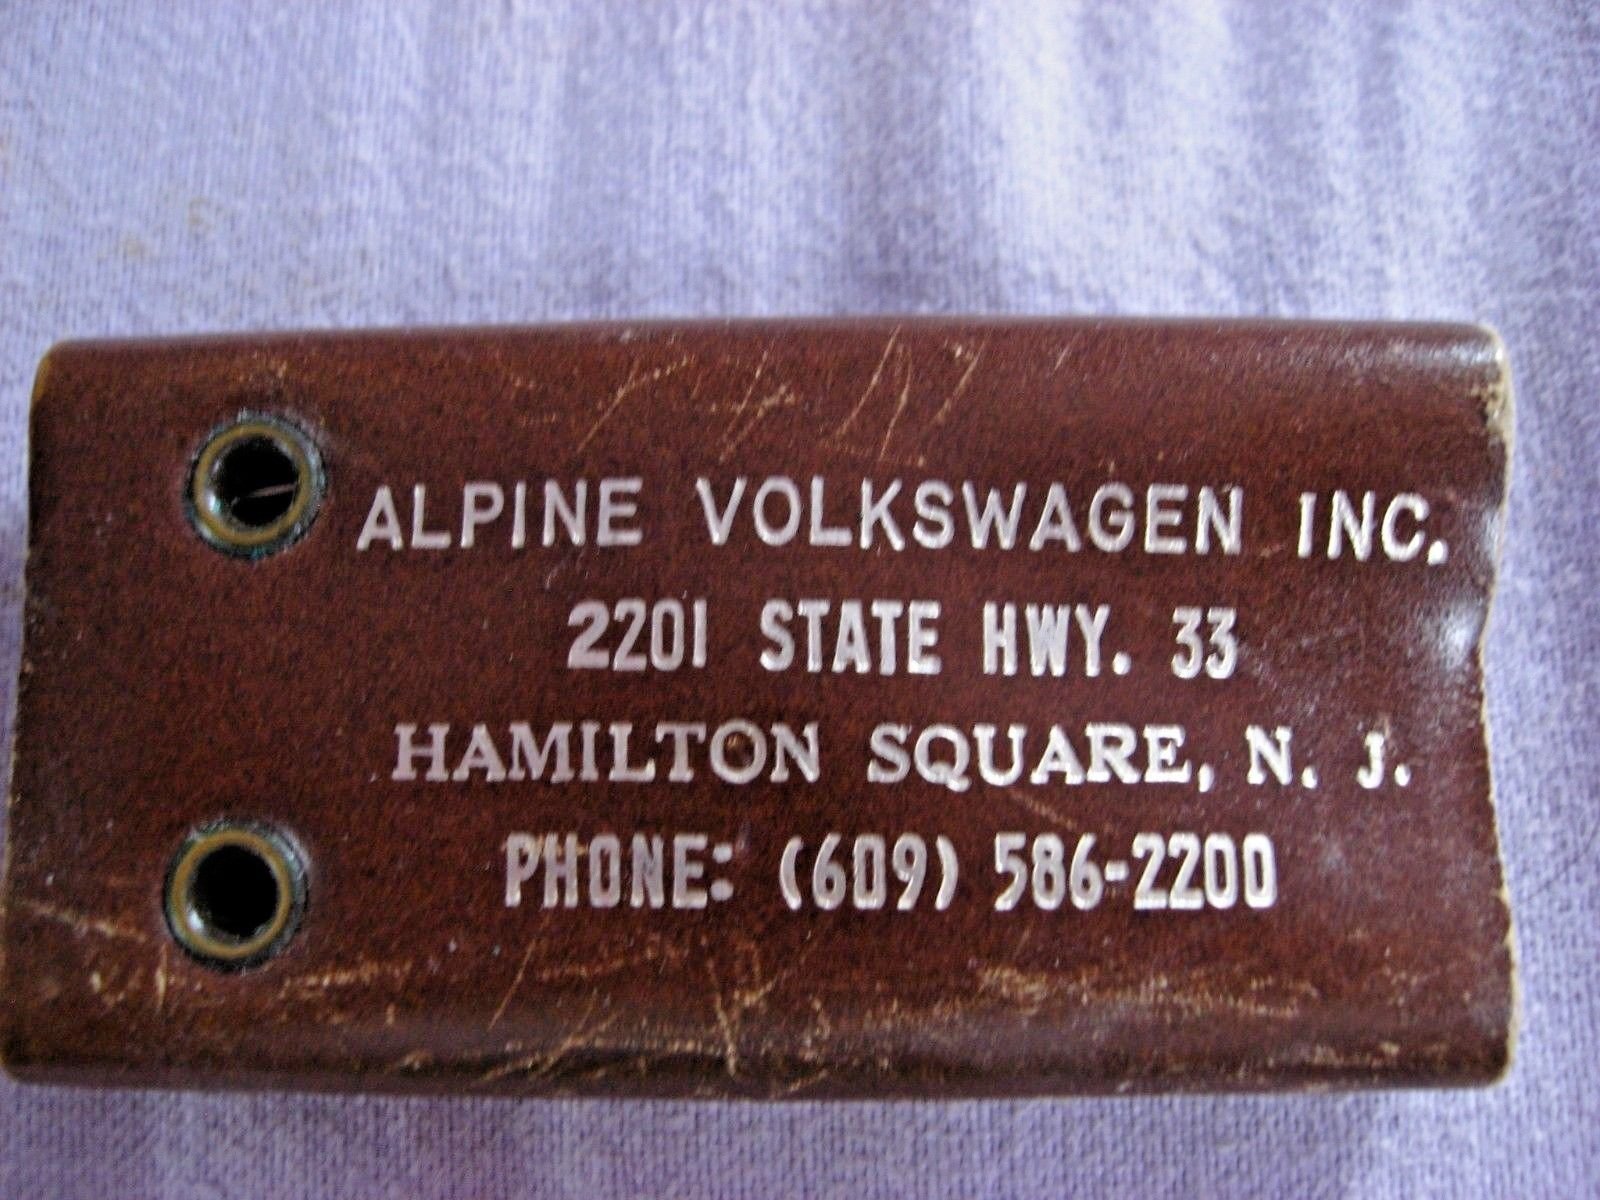 ALPINE VOLKSWAGEN INC.
2201 STATE HWY. 33
HAMILTON SQUARE, N. J.
PHONE: (609) 586-2200